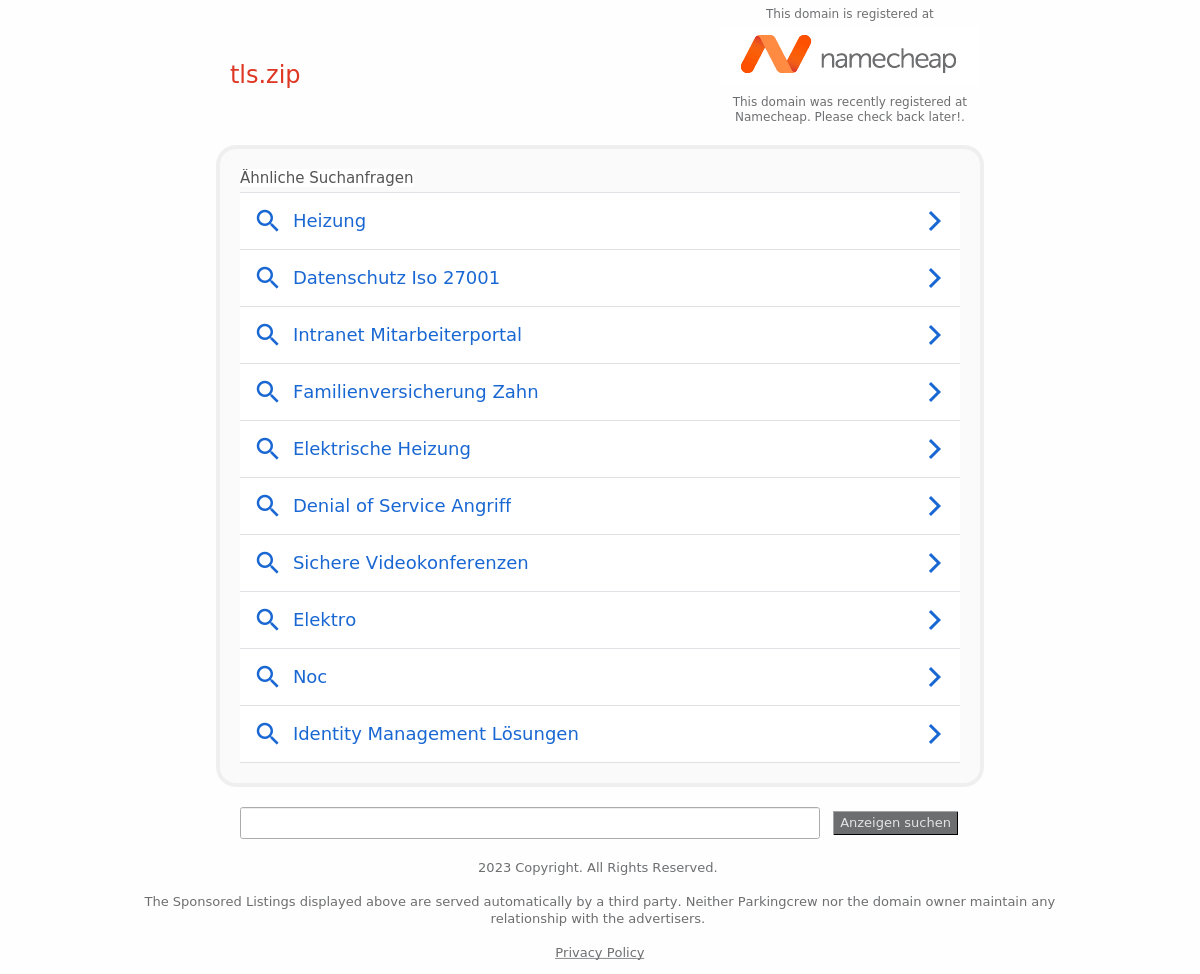 This domain is registered at
namecheap
tls.zip
This domain was recently registered at
Namecheap. Please check back later!.
Ähnliche Suchanfragen
Heizung
Datenschutz Iso 27001
Intranet Mitarbeiterportal
Familienversicherung Zahn
Elektrische Heizung
Denial of Service Angriff
Sichere Videokonferenzen
Elektro
Noc
Identity Management Lösungen
Anzeigen suchen
2023 Copyright. All Rights Reserved.
The Sponsored Listings displayed above are served automatically by a third party. Neither Parkingcrew nor the domain owner maintain any
relationship with the advertisers.
Privacy Policy